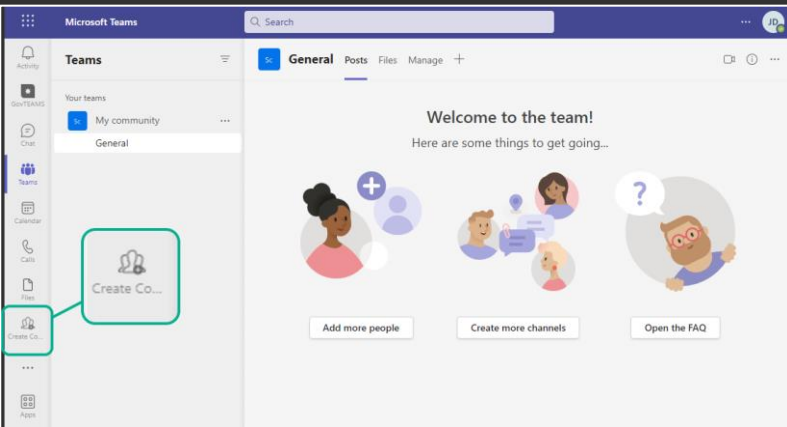 Microsoft Teams
Search
JD
Activity
GovTEAMS
Chat
Teams
Calendar
Calls
Files
Create Co...
Apps
Teams
Your teams
Sc My community
General
Create Co...
Sc General Posts Files Manage
Welcome to the team!
Here are some things to get going...
?
Add more people
Create more channels
Open the FAQ